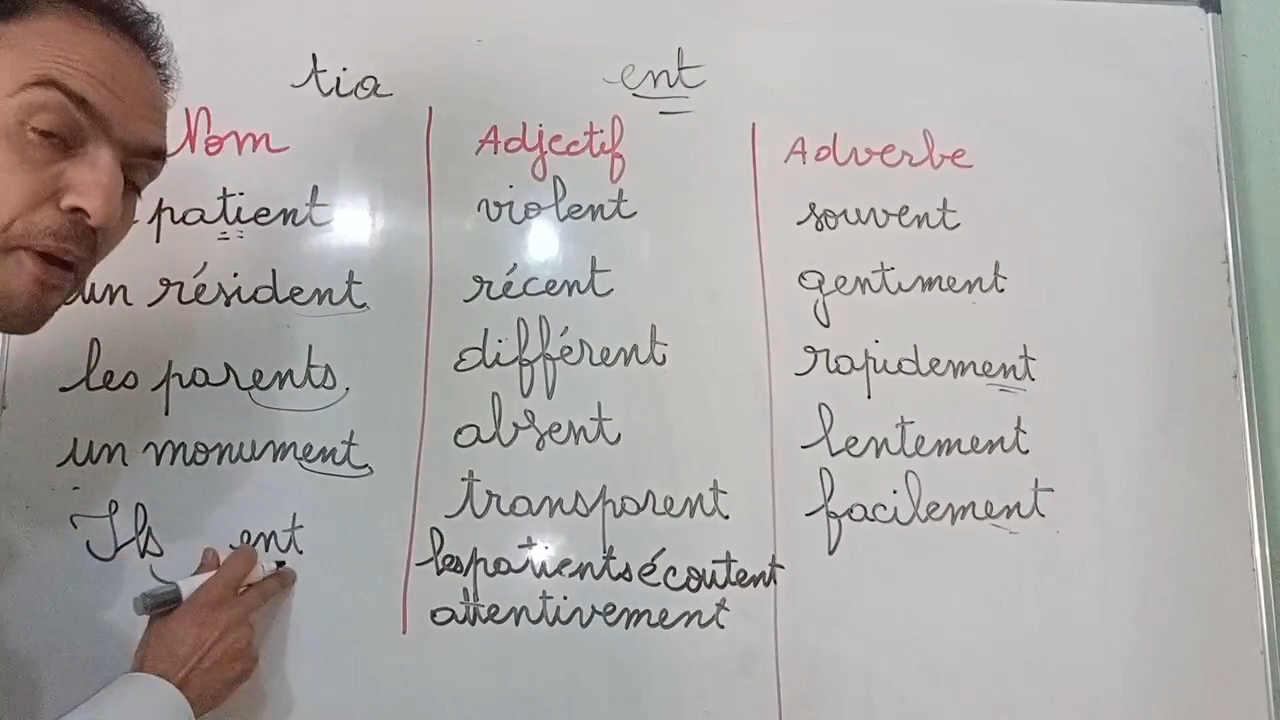 tia ent
Nom Adjectif Adverbe
patient violent souvent
un résident récent gentiment
les parents différent rapidement
un monument absent lentement
transparent facilement
Ils ent
les patients écoutent
attentivement